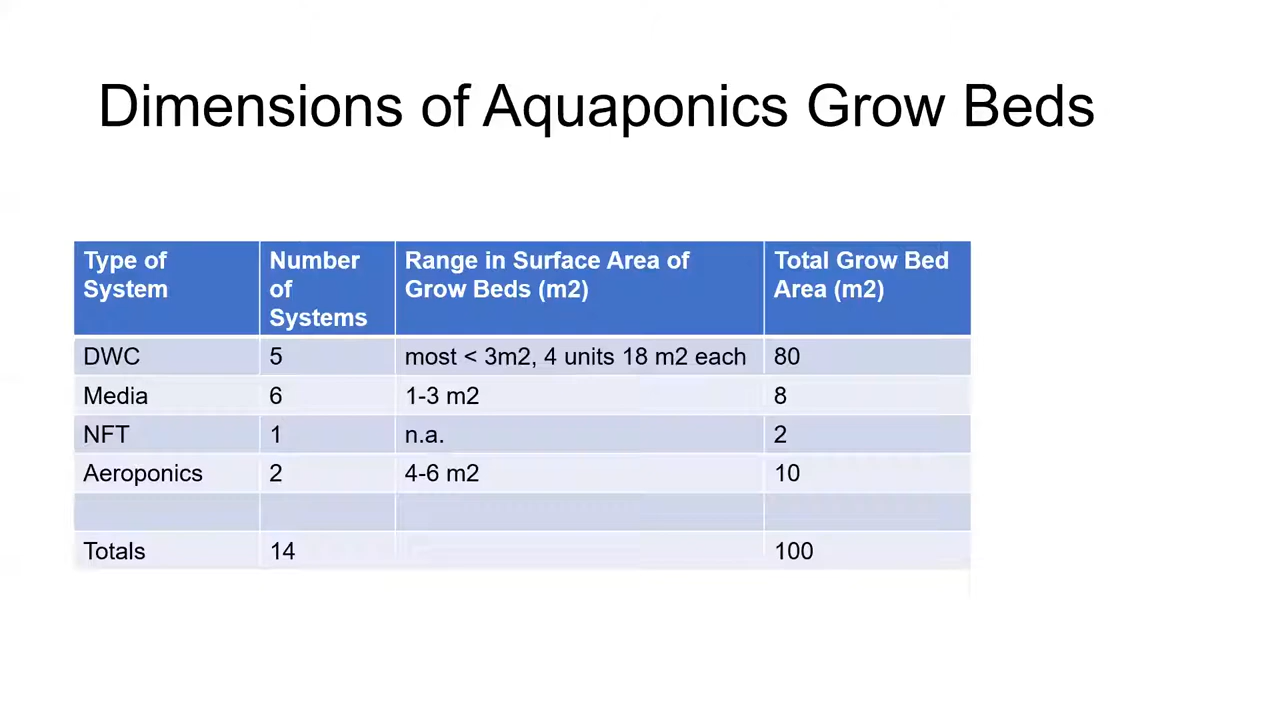 Dimensions of Aquaponics Grow Beds
Type of System | Number of Systems | Range in Surface Area of Grow Beds (m2) | Total Grow Bed Area (m2)
DWC | 5 | most < 3m2, 4 units 18 m2 each | 80
Media | 6 | 1-3 m2 | 8
NFT | 1 | n.a. | 2
Aeroponics | 2 | 4-6 m2 | 10
Totals | 14 | | 100